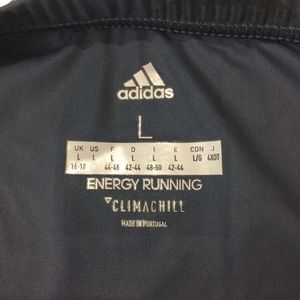 adidas
L
UK US F D I E CON J
L L L L L L L/G 4XOT
16-18 44-46 42-44 48-50 42-44
ENERGY RUNNING
CLIMACHILL
MADE IN PORTUGAL